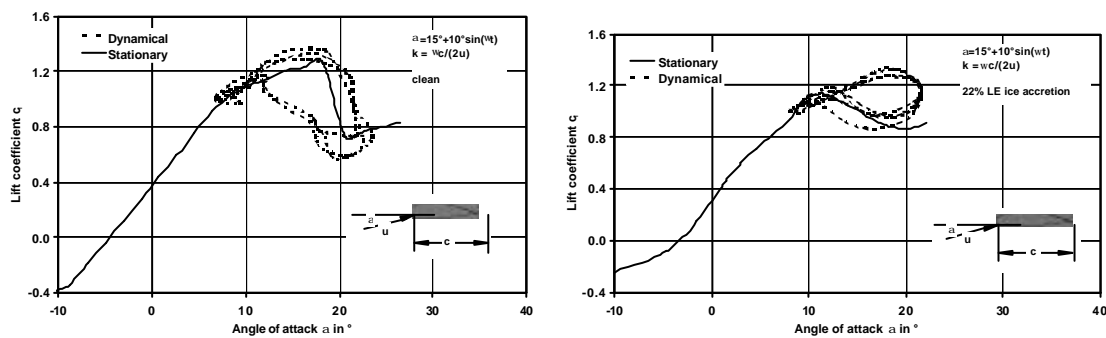 1.6
Dynamical
Stationary
a=15°+10°sin(wt)
k = wc/(2u)
clean
1.2
0.8
0.4
0.0
-0.4
-10
0
10
20
30
40
Lift coefficient cl
Angle of attack a in °
a
u
c
1.6
Stationary
Dynamical
a=15°+10°sin(wt)
k = wc/(2u)
22% LE ice accretion
1.2
0.8
0.4
0.0
-0.4
-10
0
10
20
30
40
Lift coefficient cl
Angle of attack a in °
a
u
c